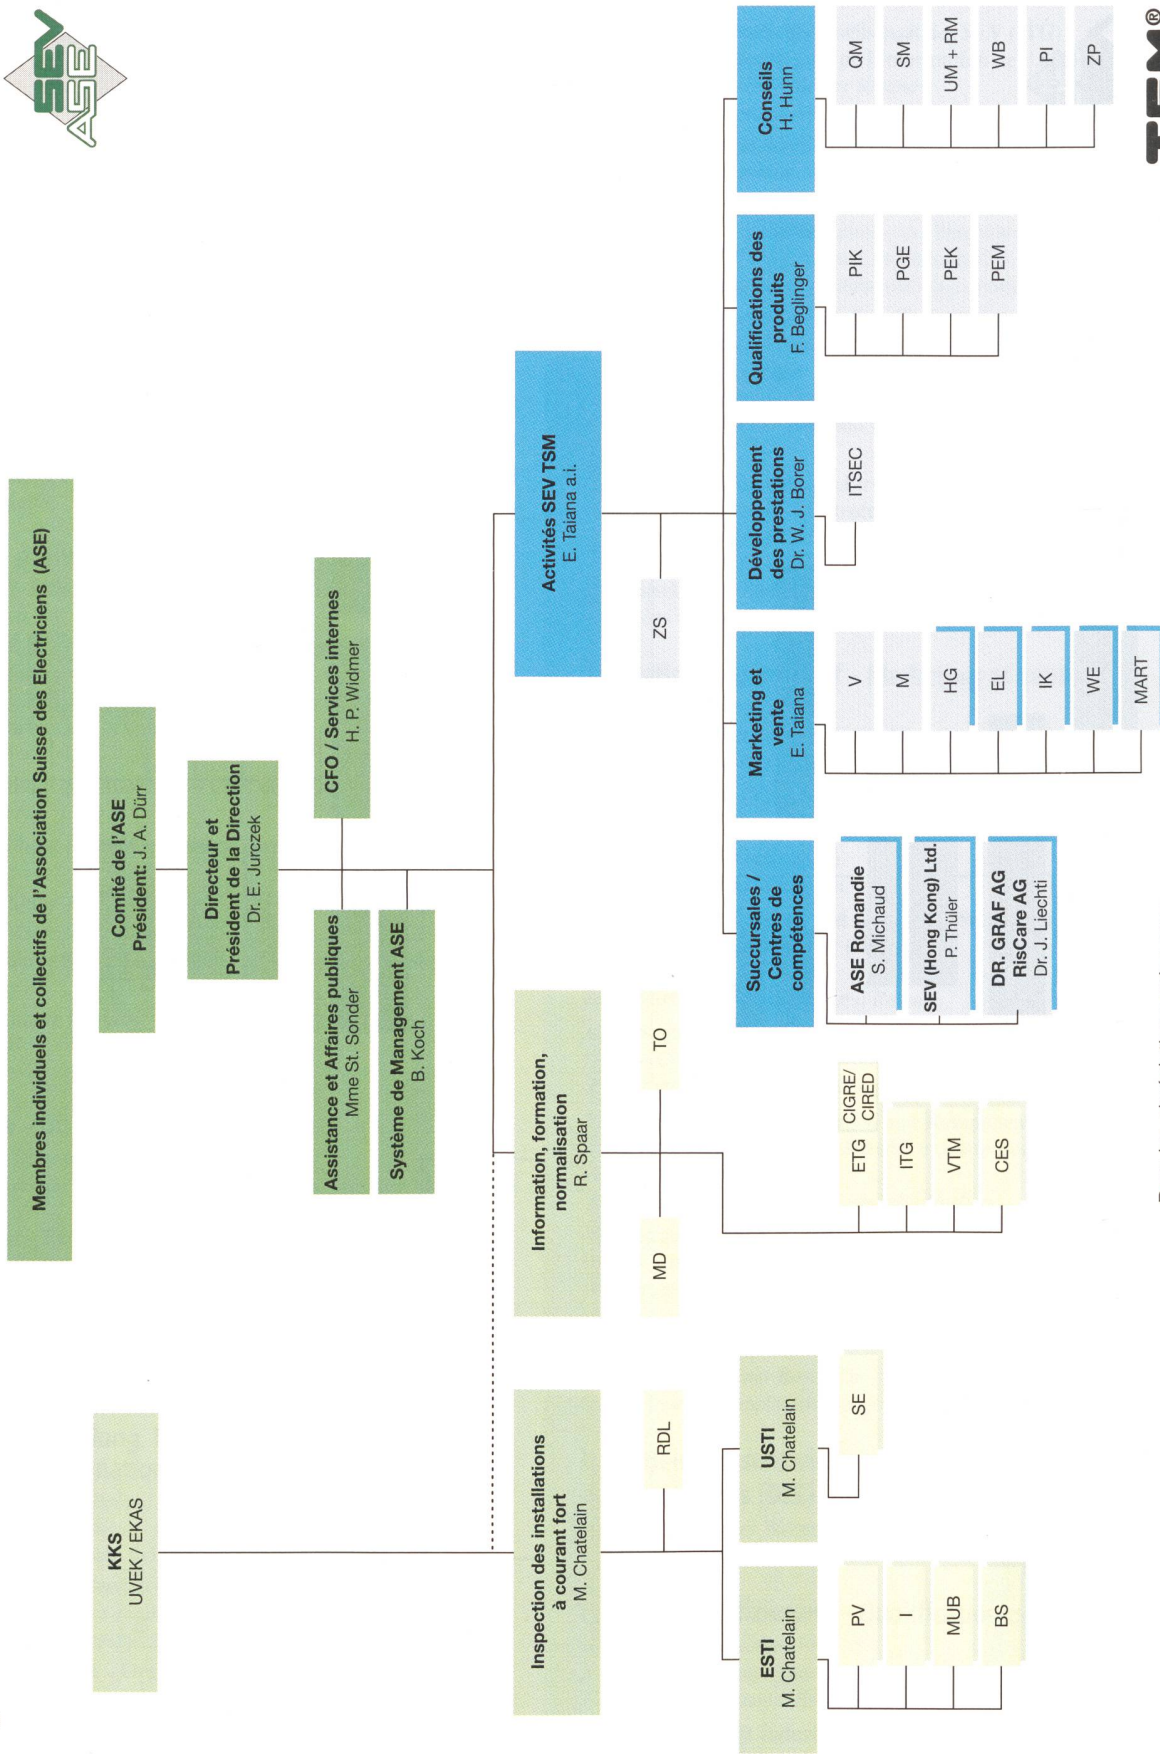 SEV
ASE
Membres individuels et collectifs de l'Association Suisse des Electriciens (ASE)
KKS
UVEK / EKAS
Comité de l'ASE
Président: J. A. Dürr
Directeur et
Président de la Direction
Dr. E. Jurczek
Assistance et Affaires publiques
Mme St. Sonder
CFO / Services internes
H. P. Widmer
Système de Management ASE
B. Koch
Inspection des installations
à courant fort
M. Chatelain
Information, formation,
normalisation
R. Spaar
Activités SEV TSM
E. Taiana a.i.
RDL
MD
TO
ZS
ESTI
M. Chatelain
PV
I
MUB
BS
USTI
M. Chatelain
SE
ETG
CIGRE/
CIRED
ITG
VTM
CES
Succursales /
Centres de
compétences
ASE Romandie
S. Michaud
SEV (Hong Kong) Ltd.
P. Thüler
DR. GRAF AG
RisCare AG
Dr. J. Liechti
Marketing et
vente
E. Taiana
V
M
HG
EL
IK
WE
MART
Développement
des prestations
Dr. W. J. Borer
ITSEC
Qualifications des
produits
F. Beglinger
PIK
PGE
PEK
PEM
Conseils
H. Hunn
QM
SM
UM + RM
WB
PI
ZP